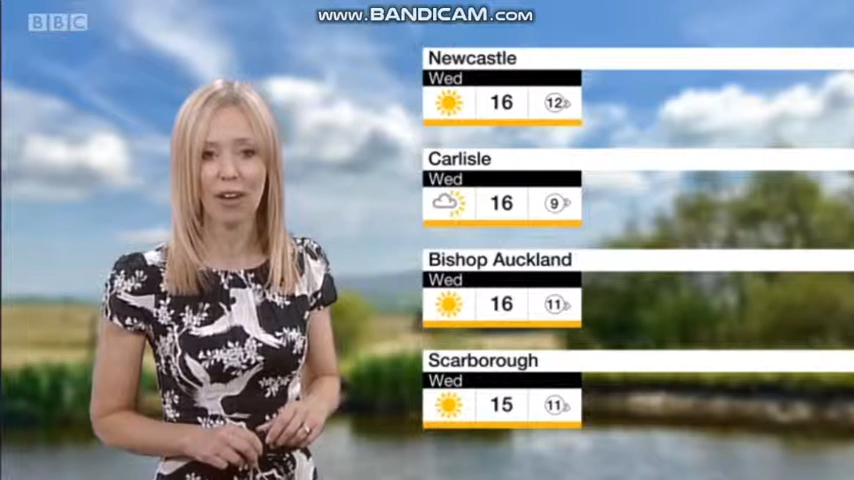 BBC
www.BANDICAM.com
Newcastle
Wed
16 12
Carlisle
Wed
16 9
Bishop Auckland
Wed
16 11
Scarborough
Wed
15 11